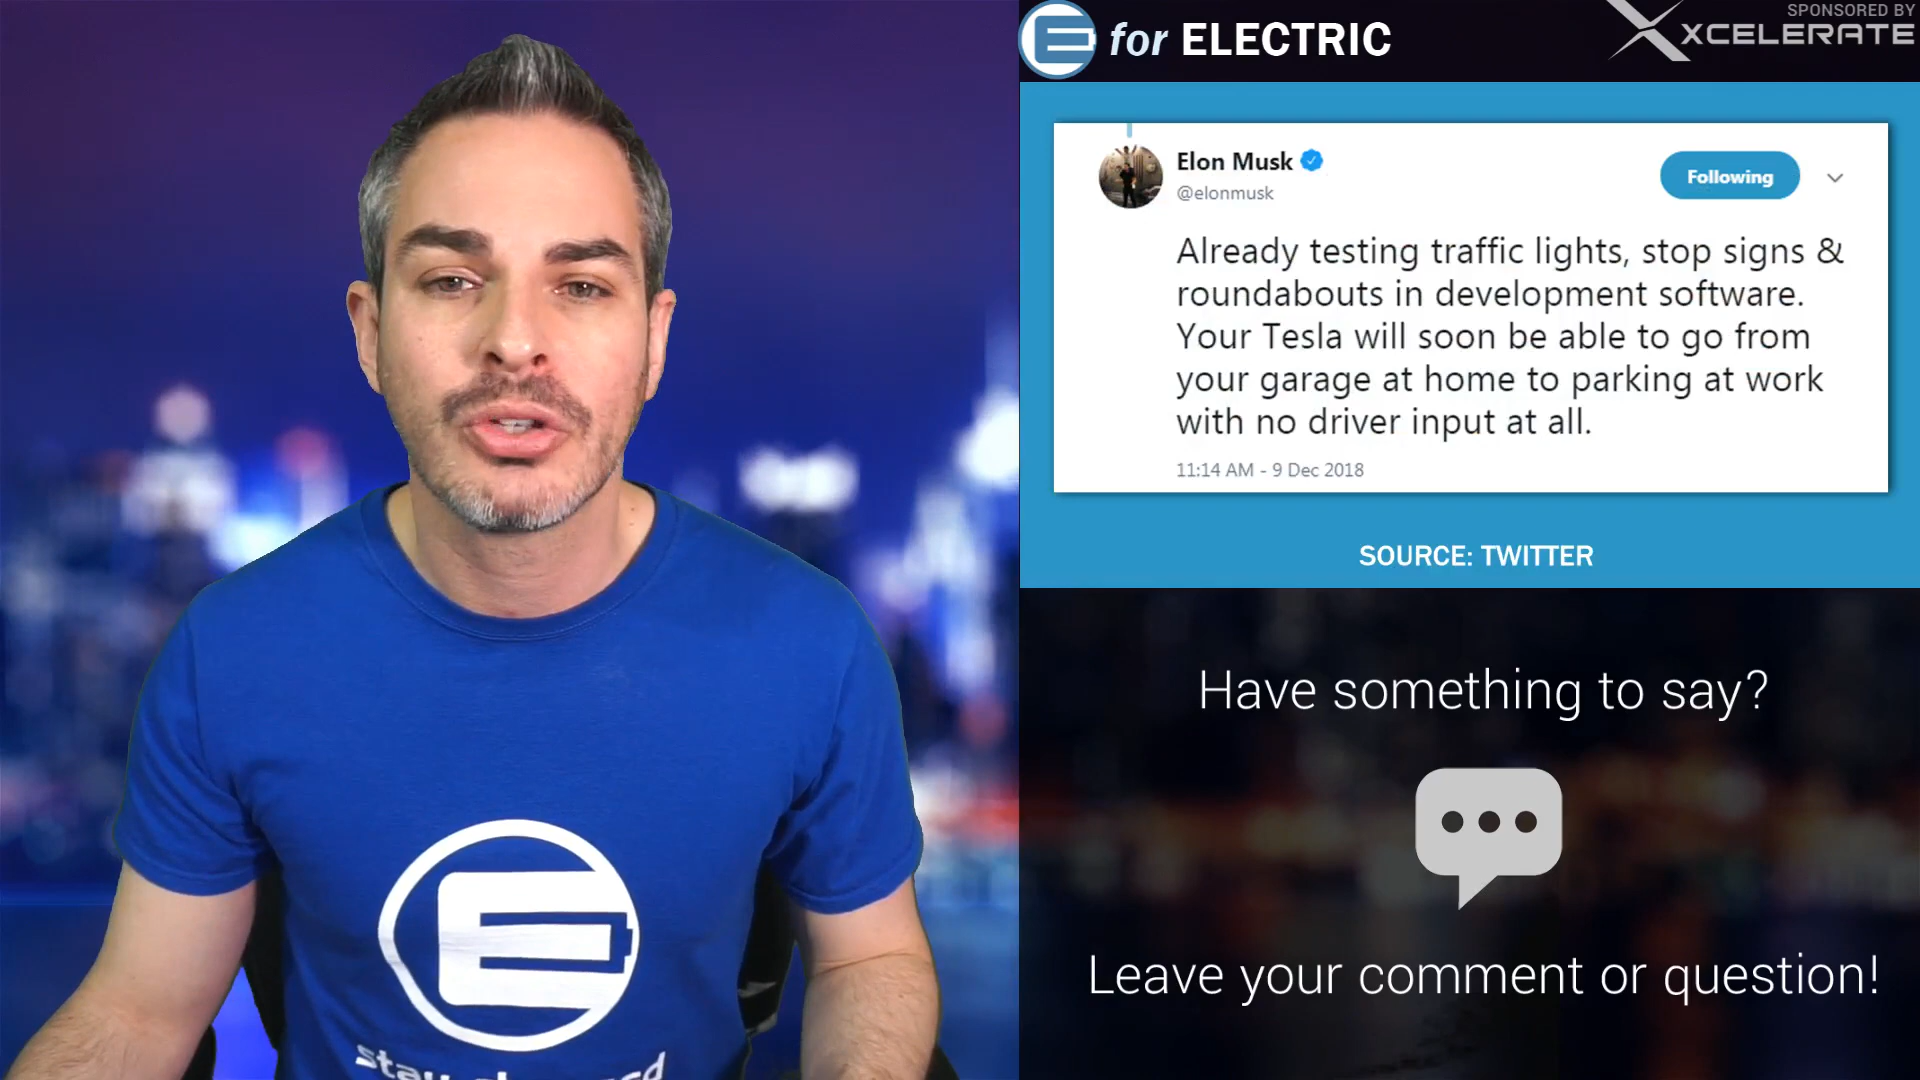 E for ELECTRIC
SPONSORED BY
XCELERATE
Elon Musk
@elonmusk
Following
Already testing traffic lights, stop signs &
roundabouts in development software.
Your Tesla will soon be able to go from
your garage at home to parking at work
with no driver input at all.
11:14 AM - 9 Dec 2018
SOURCE: TWITTER
Have something to say?
Leave your comment or question!
E
stay